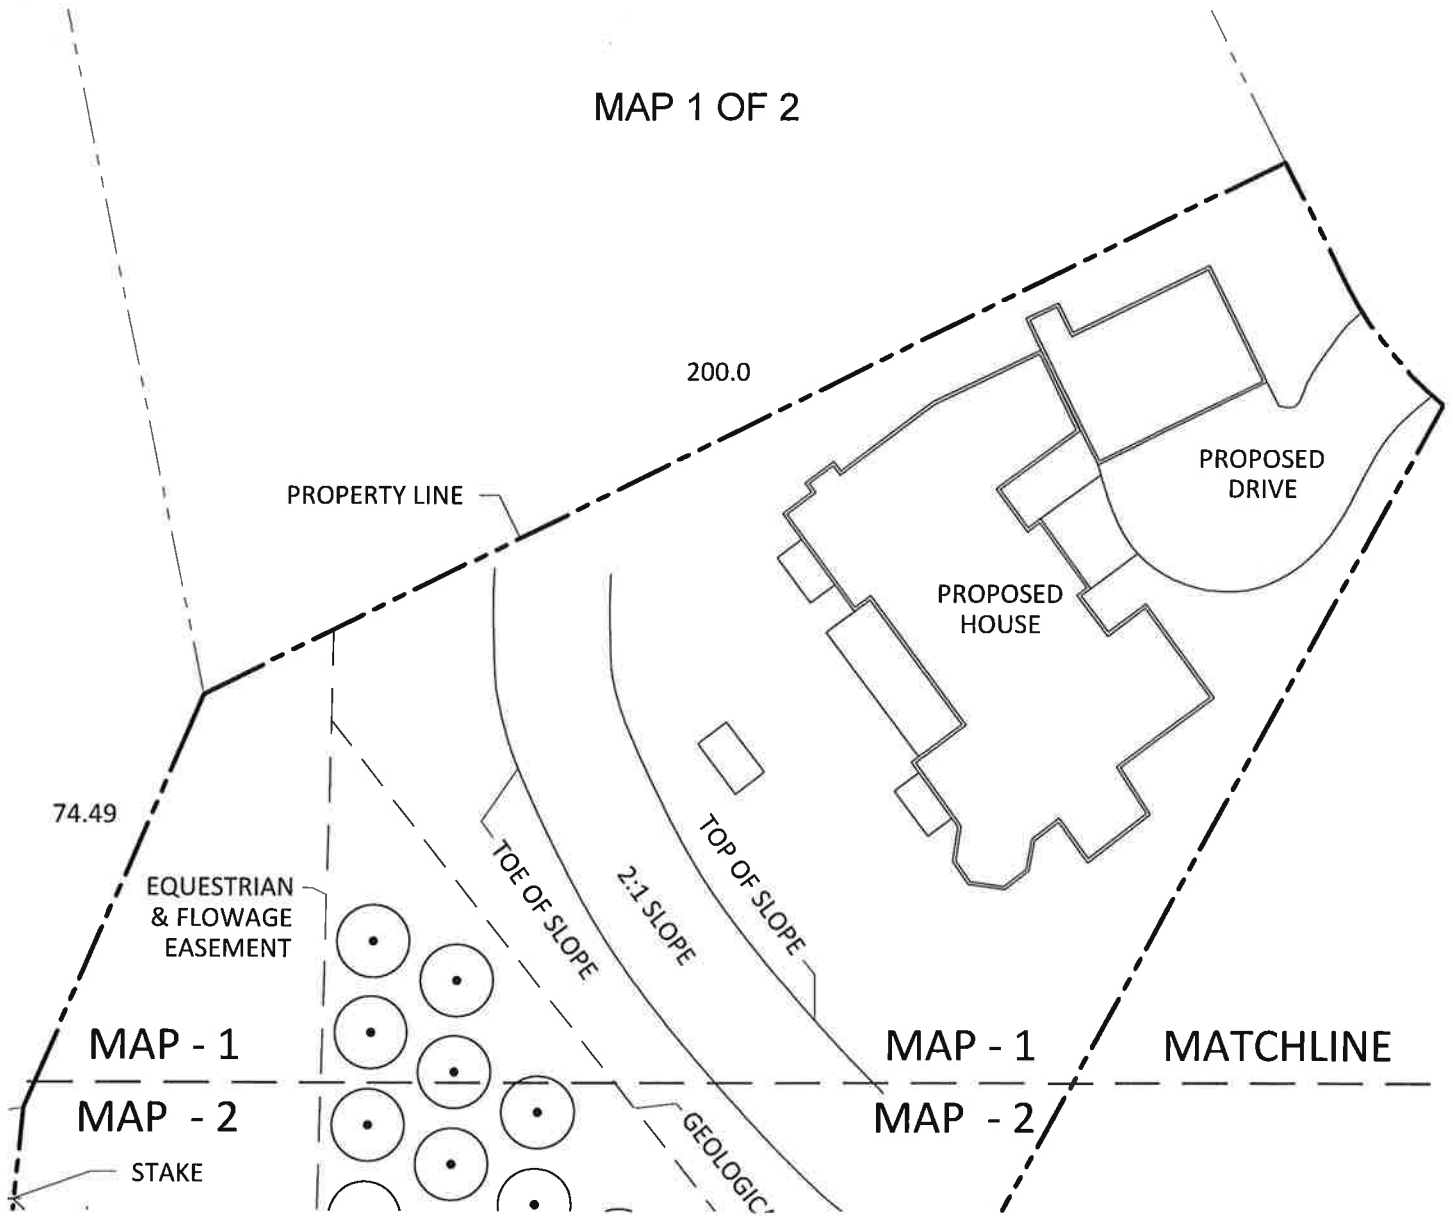 MAP 1 OF 2
200.0
PROPERTY LINE
PROPOSED
DRIVE
PROPOSED
HOUSE
74.49
EQUESTRIAN
& FLOWAGE
EASEMENT
TOE OF SLOPE
2:1 SLOPE
TOP OF SLOPE
MAP - 1
MAP - 1
MATCHLINE
MAP - 2
MAP - 2
STAKE